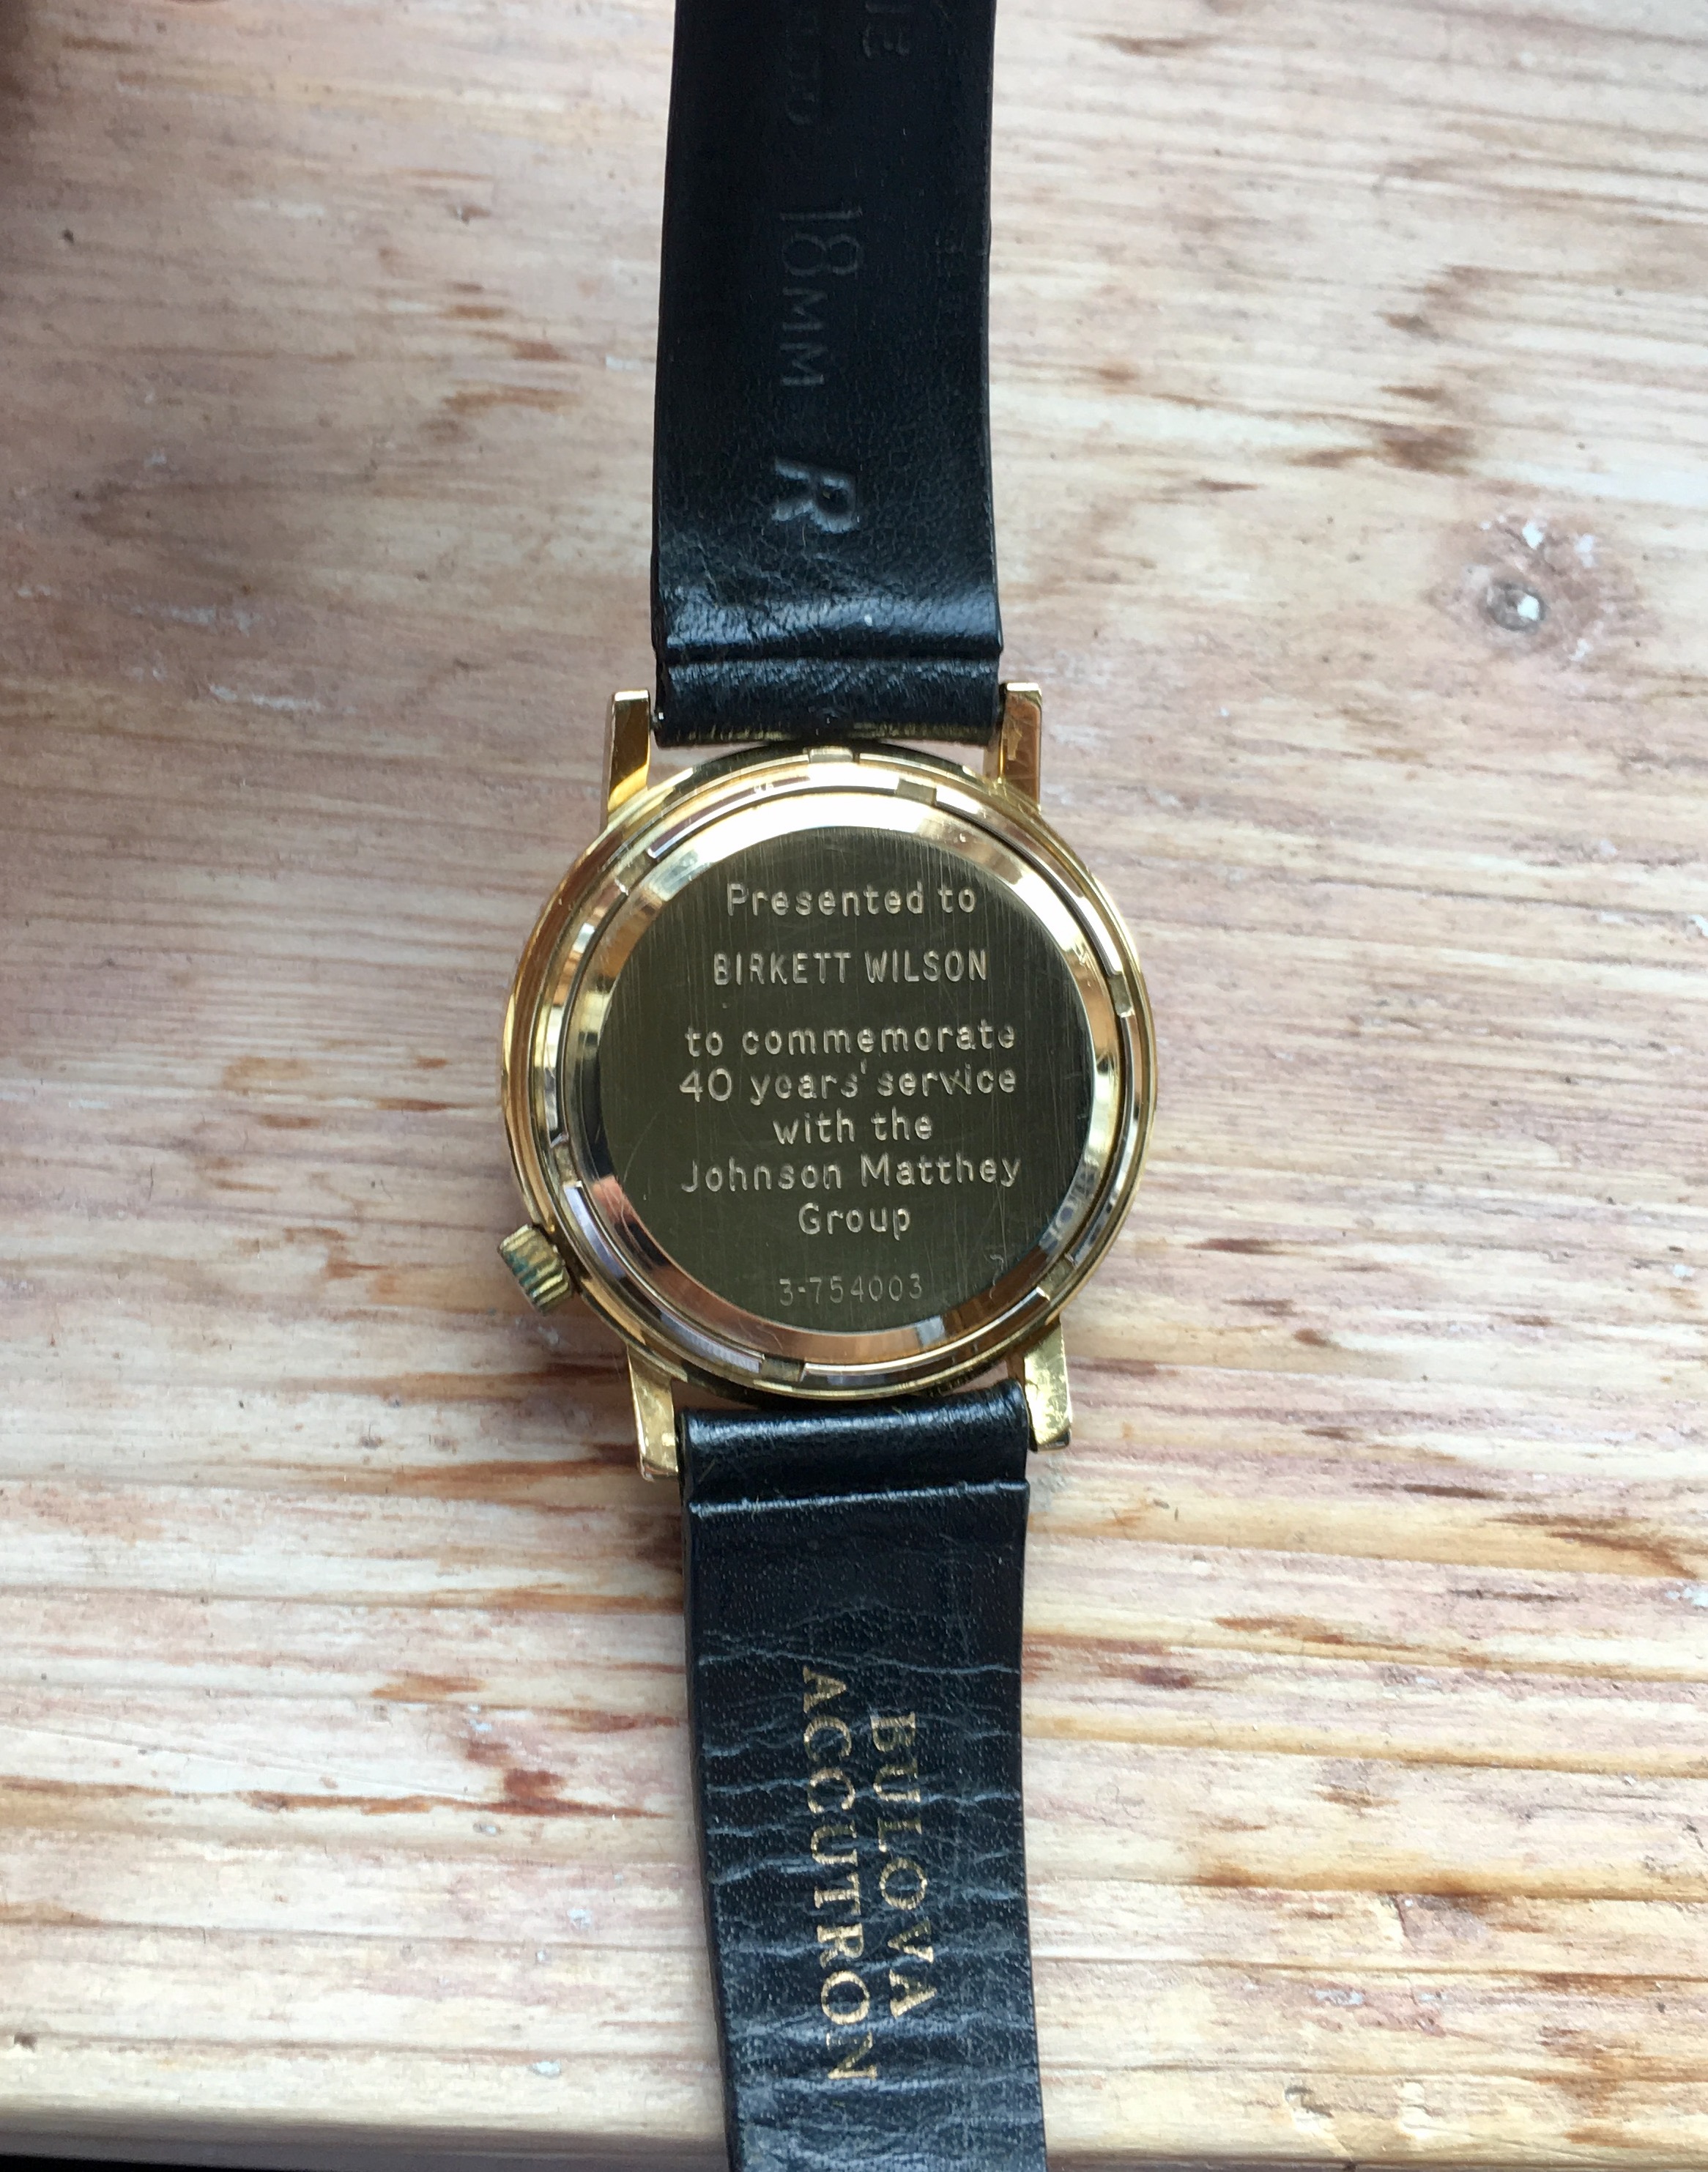 18MM
R
Presented to
BIRKETT WILSON
to commemorate
40 years' service
with the
Johnson Matthey
Group
3-754003
BULOVA
ACCUTRON